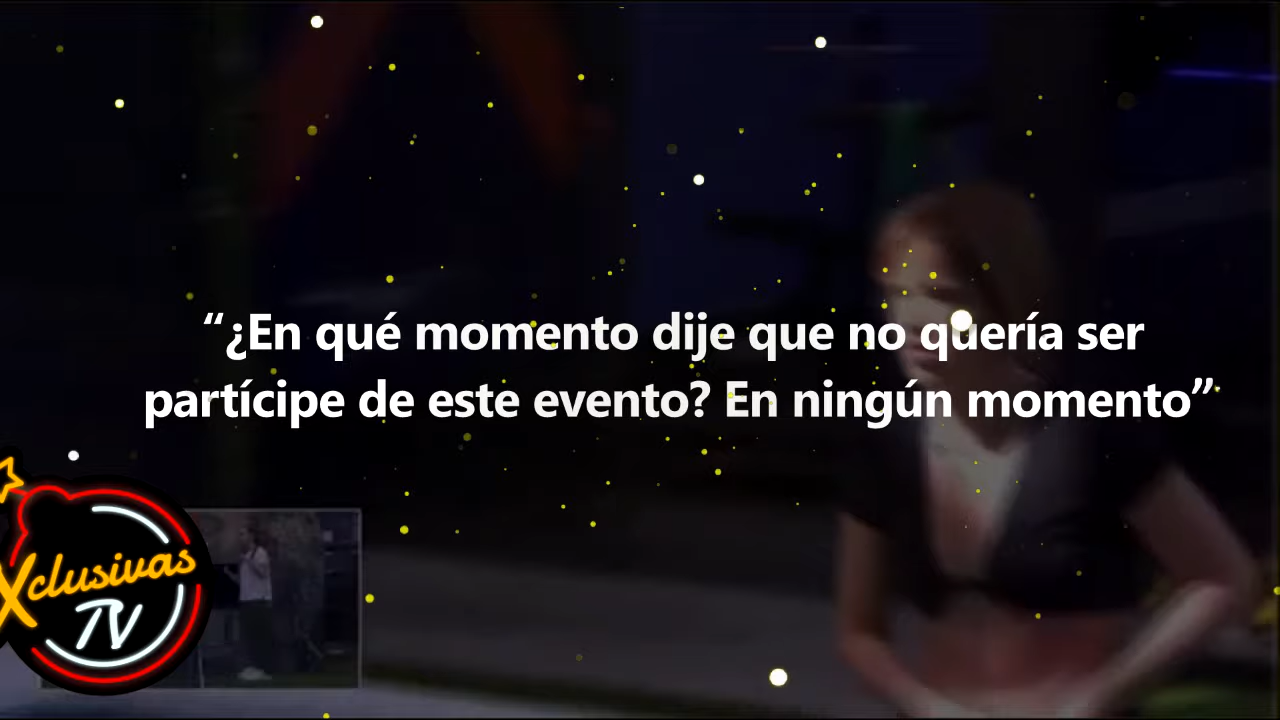 “¿En qué momento dije que no quería ser
partícipe de este evento? En ningún momento”
Xclusivas
TV